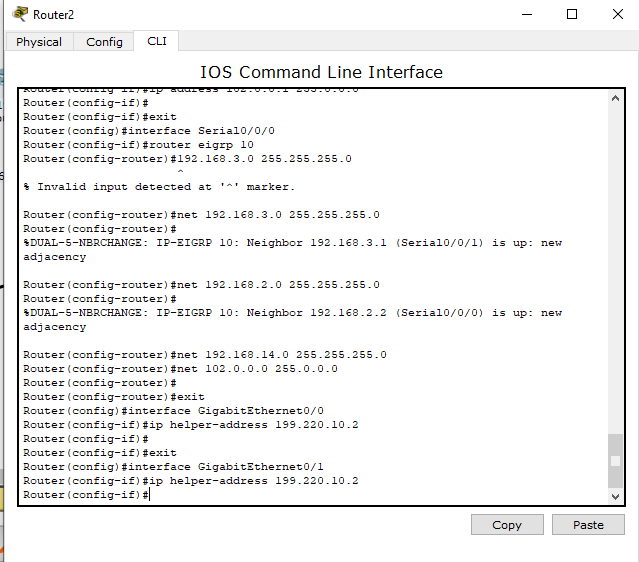 Router2
Physical Config CLI
IOS Command Line Interface
Router(config-if)#ip address 102.0.0.1 255.0.0.0
Router(config-if)#
Router(config-if)#exit
Router(config)#interface Serial0/0/0
Router(config-if)#router eigrp 10
Router(config-router)#192.168.3.0 255.255.255.0
^
% Invalid input detected at '^' marker.
Router(config-router)#net 192.168.3.0 255.255.255.0
Router(config-router)#
%DUAL-5-NBRCHANGE: IP-EIGRP 10: Neighbor 192.168.3.1 (Serial0/0/1) is up: new
adjacency
Router(config-router)#net 192.168.2.0 255.255.255.0
Router(config-router)#
%DUAL-5-NBRCHANGE: IP-EIGRP 10: Neighbor 192.168.2.2 (Serial0/0/0) is up: new
adjacency
Router(config-router)#net 192.168.14.0 255.255.255.0
Router(config-router)#net 102.0.0.0 255.0.0.0
Router(config-router)#
Router(config-router)#exit
Router(config)#interface GigabitEthernet0/0
Router(config-if)#ip helper-address 199.220.10.2
Router(config-if)#
Router(config-if)#exit
Router(config)#interface GigabitEthernet0/1
Router(config-if)#ip helper-address 199.220.10.2
Router(config-if)#
Copy Paste